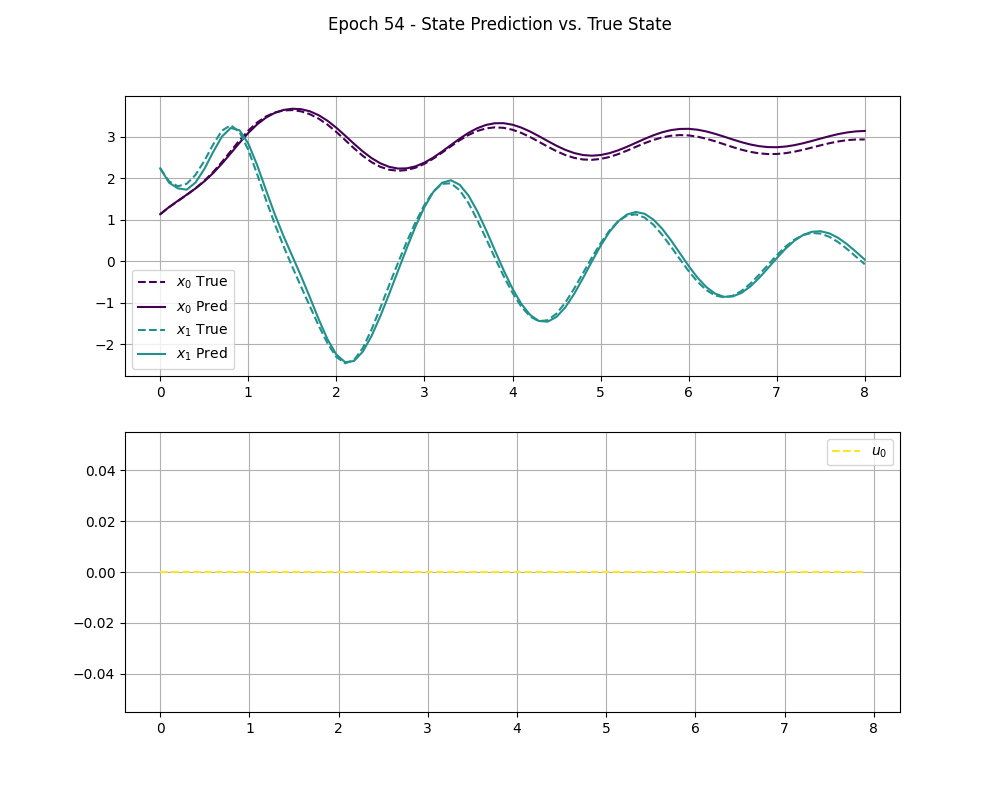 Epoch 54 - State Prediction vs. True State
3
2
1
0
−1
−2
x₀ True
x₀ Pred
x₁ True
x₁ Pred
0 1 2 3 4 5 6 7 8
0.04
0.02
0.00
−0.02
−0.04
u₀
0 1 2 3 4 5 6 7 8